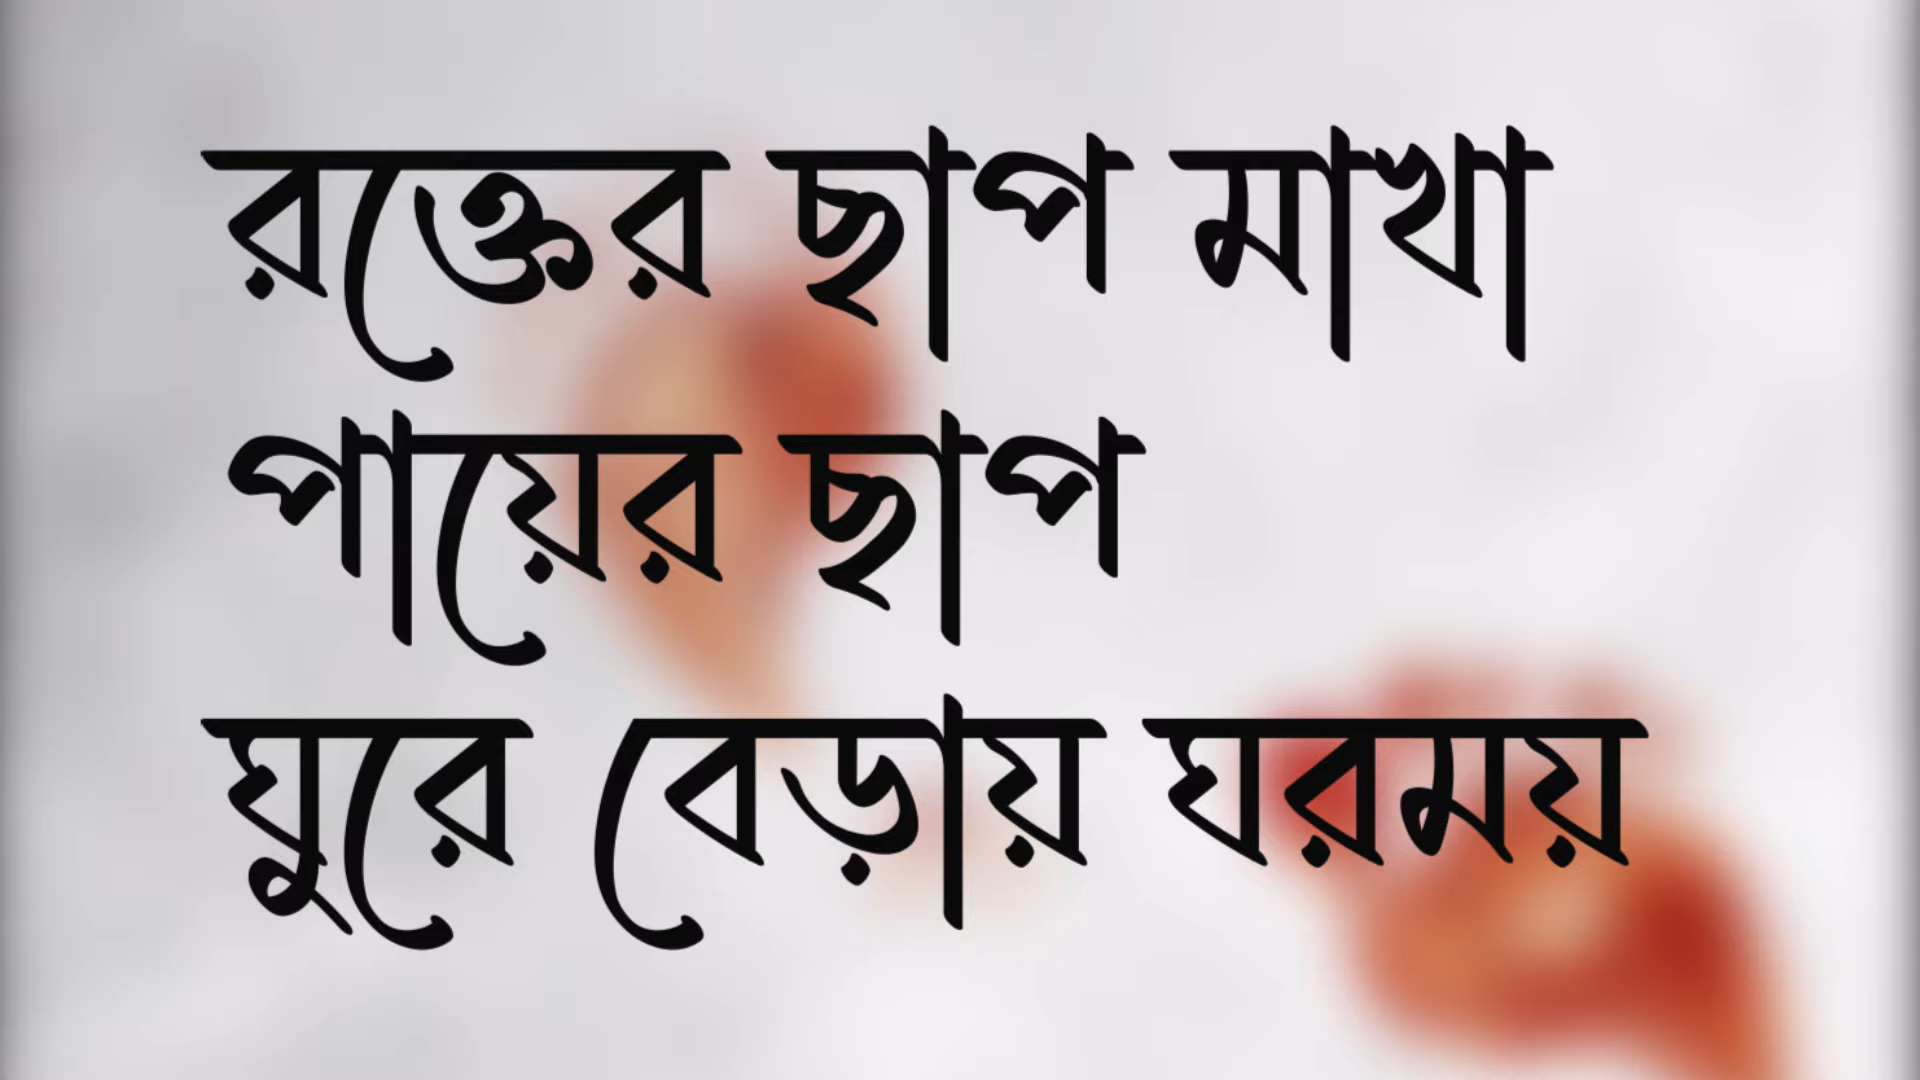 রক্তের ছাপ মাখা
পায়ের ছাপ
ঘুরে বেড়ায় ঘরময়